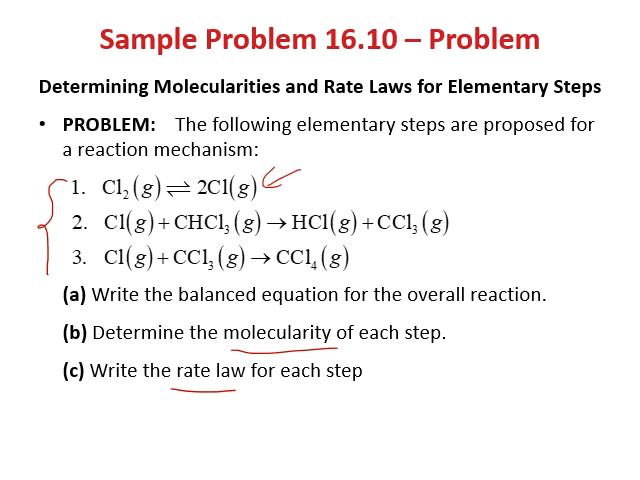 Sample Problem 16.10 – Problem
Determining Molecularities and Rate Laws for Elementary Steps
• PROBLEM: The following elementary steps are proposed for
a reaction mechanism:
1. Cl₂(g) ⇌ 2Cl(g)
2. Cl(g) + CHCl₃(g) → HCl(g) + CCl₃(g)
3. Cl(g) + CCl₃(g) → CCl₄(g)
(a) Write the balanced equation for the overall reaction.
(b) Determine the molecularity of each step.
(c) Write the rate law for each step